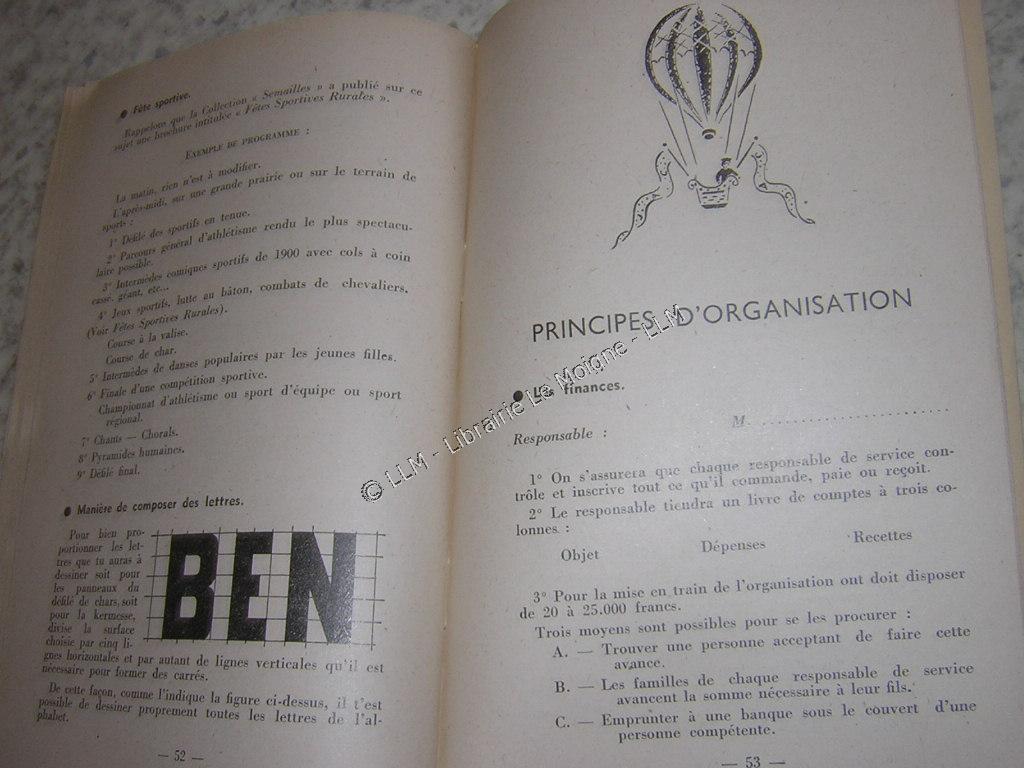 ● Fête sportive.
Rappelons que la Collection « Semailles » a publié sur ce
sujet une brochure intitulée « Fêtes Sportives Rurales ».
EXEMPLE DE PROGRAMME :
La matin, rien n'est à modifier.
L'après-midi, sur une grande prairie ou sur le terrain de
sports :
1° Défilé des sportifs en tenue.
2° Parcours général d'athlétisme rendu le plus spectacu-
laire possible.
3° Intermèdes comiques sportifs de 1900 avec cols à coin
cassé, géant, etc...
4° Jeux sportifs, lutte au bâton, combats de chevaliers.
(Voir Fêtes Sportives Rurales).
Course à la valise.
Course de char.
5° Intermèdes de danses populaires par les jeunes filles.
6° Finale d'une compétition sportive.
Championnat d'athlétisme ou sport d'équipe ou sport
régional.
7° Chants — Chorals.
8° Pyramides humaines.
9° Défilé final.
● Manière de composer des lettres.
Pour bien pro-
portionner les let-
tres que tu auras à
dessiner soit pour
les panneaux du
défilé de chars, soit
pour la kermesse,
divise la surface
choisie par cinq li-
gnes horizontales et par autant de lignes verticales qu'il est
nécessaire pour former des carrés.
BEN
De cette façon, comme l'indique la figure ci-dessus, il t'est
possible de dessiner proprement toutes les lettres de l'al-
phabet.
— 52 —
PRINCIPES D'ORGANISATION
● Les finances.
Responsable : M....................
1° On s'assurera que chaque responsable de service con-
trôle et inscrive tout ce qu'il commande, paie ou reçoit.
2° Le responsable tiendra un livre de comptes à trois co-
lonnes :
Objet Dépenses Recettes
3° Pour la mise en train de l'organisation ont doit disposer
de 20 à 25.000 francs.
Trois moyens sont possibles pour se les procurer :
A. — Trouver une personne acceptant de faire cette
avance.
B. — Les familles de chaque responsable de service
avancent la somme nécessaire à leur fils.
C. — Emprunter à une banque sous le couvert d'une
personne compétente.
— 53 —
© LLM - Librairie Le Moigne - LLM